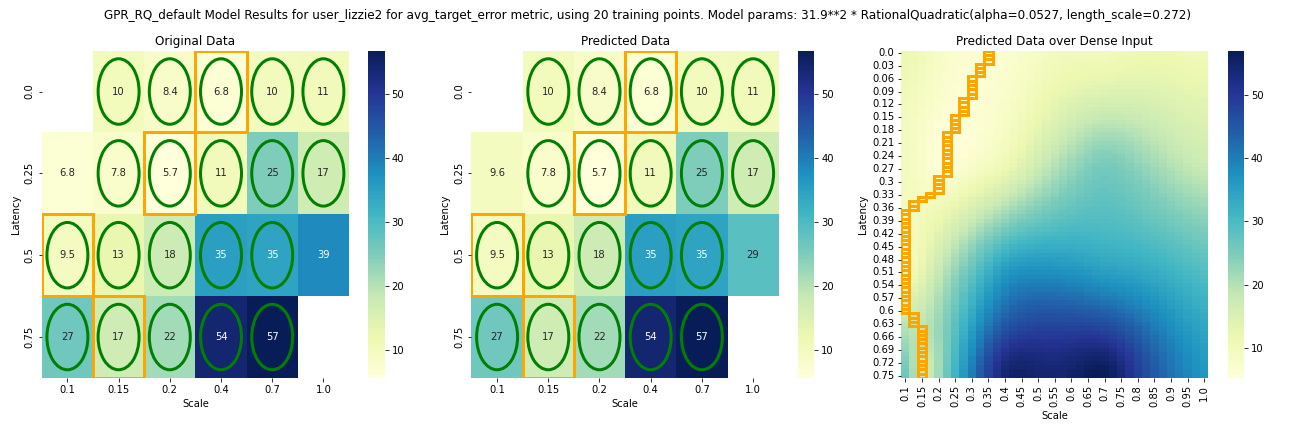 GPR_RQ_default Model Results for user_lizzie2 for avg_target_error metric, using 20 training points. Model params: 31.9**2 * RationalQuadratic(alpha=0.0527, length_scale=0.272)
Original Data
0.0 10 8.4 6.8 10 11
0.25 6.8 7.8 5.7 11 25 17
0.5 9.5 13 18 35 35 39
0.75 27 17 22 54 57
0.1 0.15 0.2 0.4 0.7 1.0
Scale
Latency
50
40
30
20
10
Predicted Data
0.0 10 8.4 6.8 10 11
0.25 9.6 7.8 5.7 11 25 17
0.5 9.5 13 18 35 35 29
0.75 27 17 22 54 57
0.1 0.15 0.2 0.4 0.7 1.0
Scale
Latency
50
40
30
20
10
Predicted Data over Dense Input
0.0
0.03
0.06
0.09
0.12
0.15
0.18
0.21
0.24
0.27
0.3
0.33
0.36
0.39
0.42
0.45
0.48
0.51
0.54
0.57
0.6
0.63
0.66
0.69
0.72
0.75
0.1 0.15 0.2 0.25 0.3 0.35 0.4 0.45 0.5 0.55 0.6 0.65 0.7 0.75 0.8 0.85 0.9 0.95 1.0
Scale
Latency
50
40
30
20
10